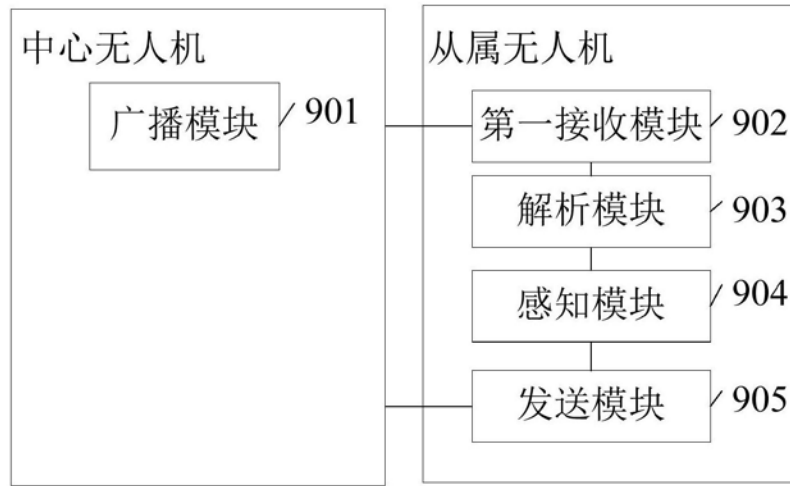 中心无人机
广播模块 901
从属无人机
第一接收模块 902
解析模块 903
感知模块 904
发送模块 905